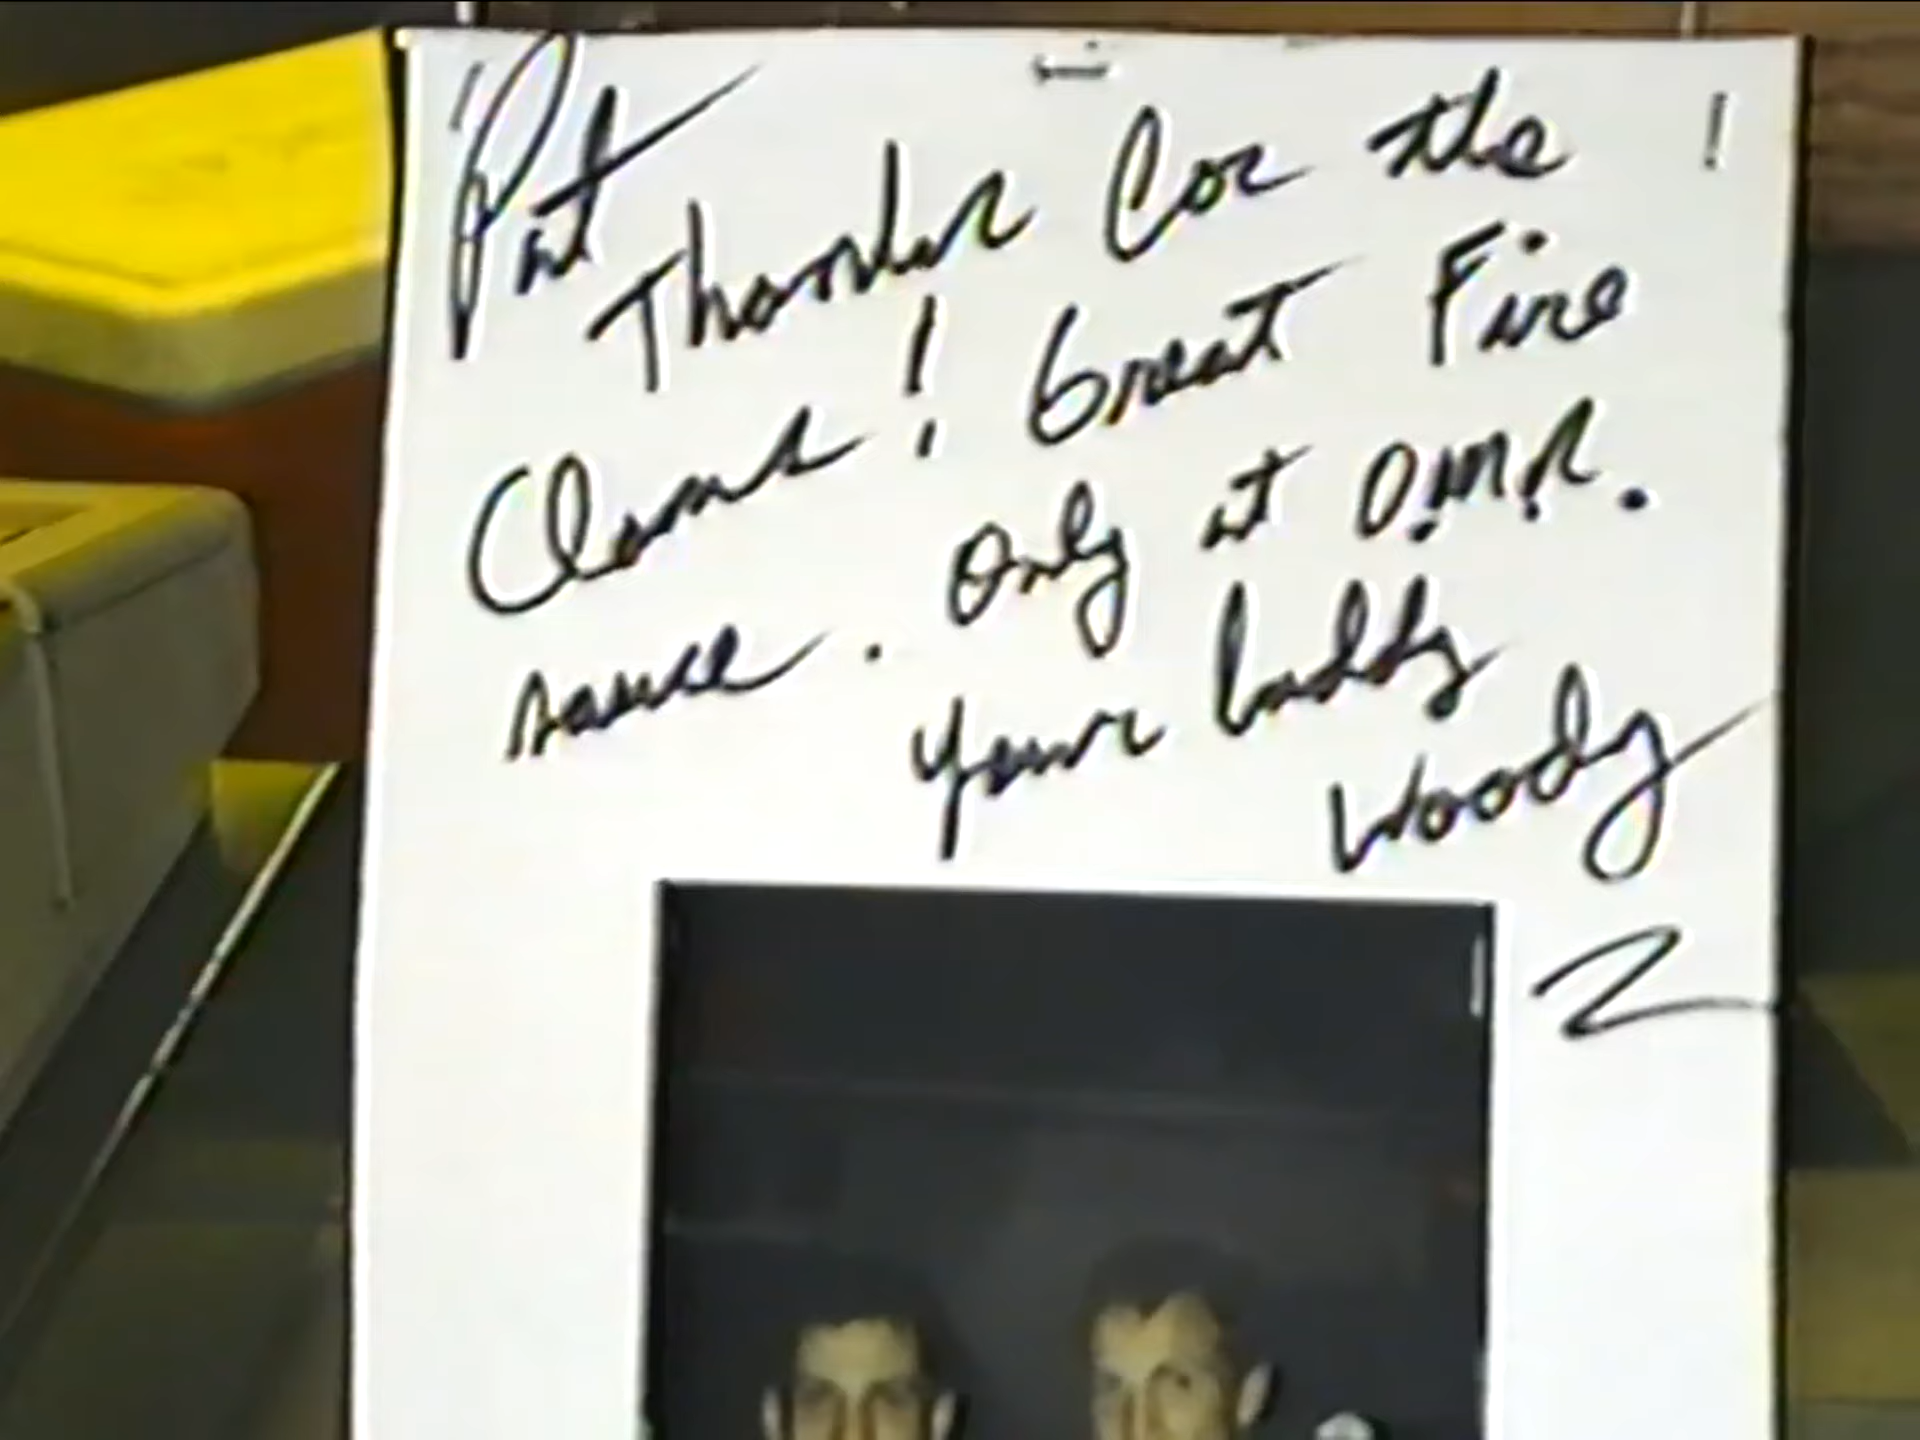 Pat
Thanks for the
Clams! Great Fire
sauce. Only at O.M.R.
Your buddy
Woody